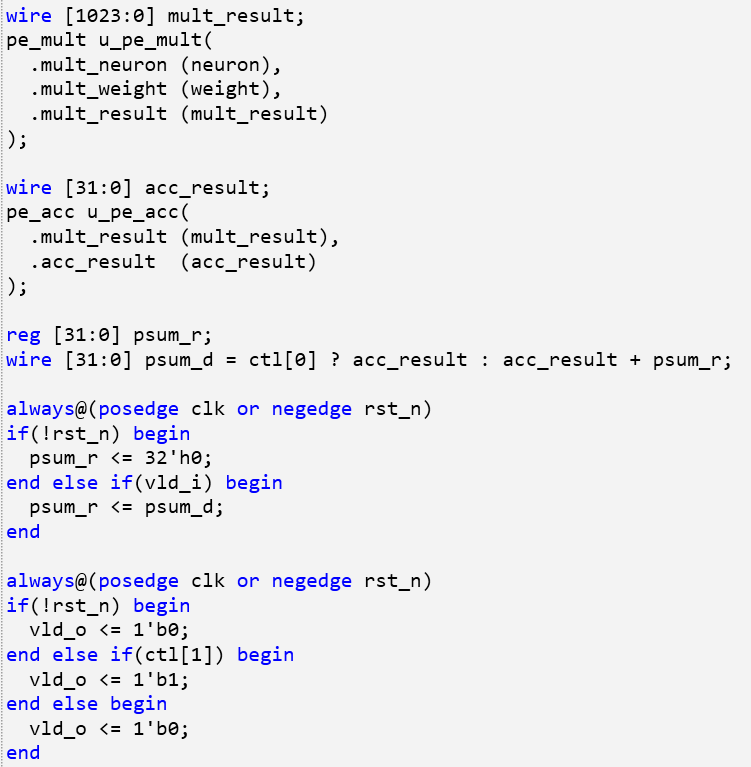 wire [1023:0] mult_result;
pe_mult u_pe_mult(
  .mult_neuron (neuron),
  .mult_weight (weight),
  .mult_result (mult_result)
);

wire [31:0] acc_result;
pe_acc u_pe_acc(
  .mult_result (mult_result),
  .acc_result  (acc_result)
);

reg [31:0] psum_r;
wire [31:0] psum_d = ctl[0] ? acc_result : acc_result + psum_r;

always@(posedge clk or negedge rst_n)
if(!rst_n) begin
  psum_r <= 32'h0;
end else if(vld_i) begin
  psum_r <= psum_d;
end

always@(posedge clk or negedge rst_n)
if(!rst_n) begin
  vld_o <= 1'b0;
end else if(ctl[1]) begin
  vld_o <= 1'b1;
end else begin
  vld_o <= 1'b0;
end